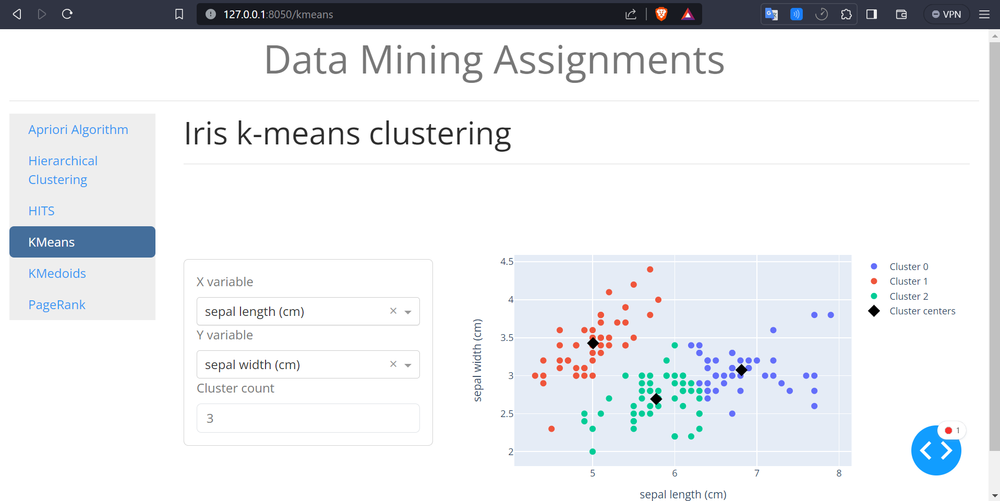 127.0.0.1:8050/kmeans
VPN
Data Mining Assignments
Apriori Algorithm
Hierarchical
Clustering
HITS
KMeans
KMedoids
PageRank
Iris k-means clustering
X variable
sepal length (cm)
Y variable
sepal width (cm)
Cluster count
3
4.5
4
3.5
3
2.5
2
sepal width (cm)
5
6
7
8
sepal length (cm)
Cluster 0
Cluster 1
Cluster 2
Cluster centers
1